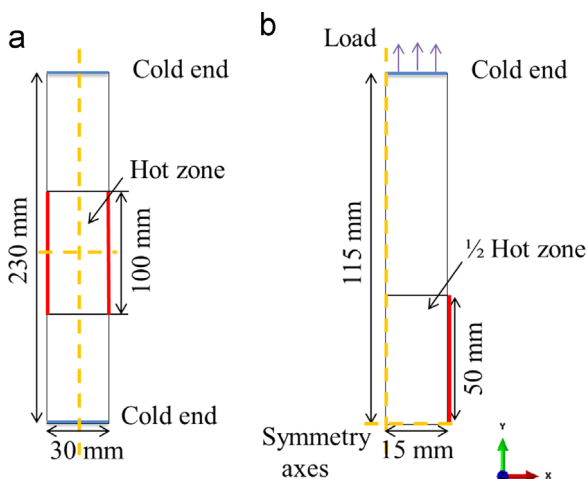 a
Cold end
Hot zone
230 mm
100 mm
Cold end
30 mm
b
Load
Cold end
115 mm
½ Hot zone
50 mm
Symmetry
axes
15 mm
Y
X